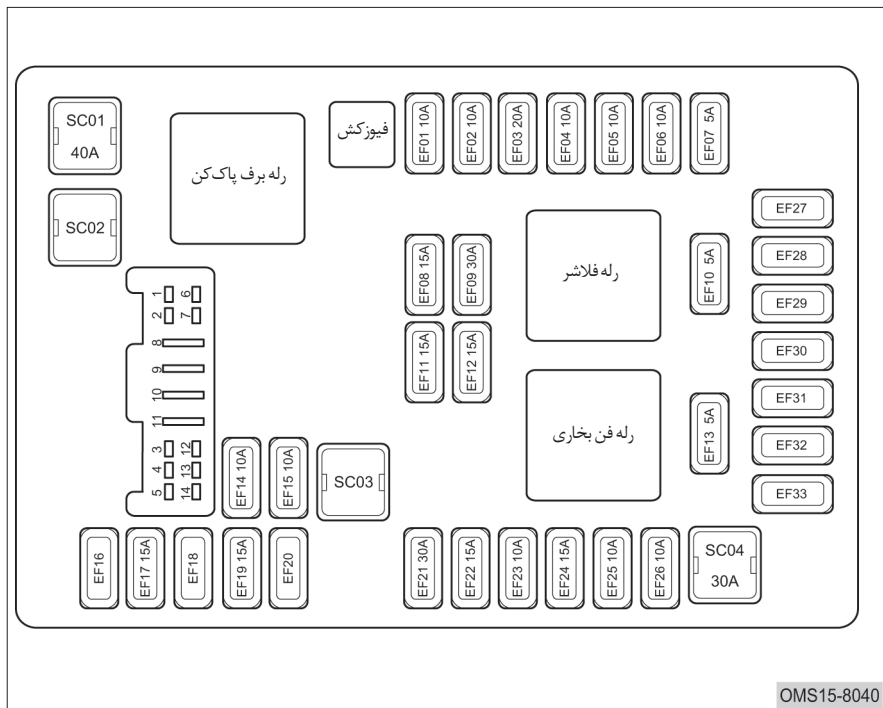 SC01
40A
رله برف پاک‌کن
فیوزکش
EF01 10A
EF02 10A
EF03 20A
EF04 10A
EF05 10A
EF06 10A
EF07 5A
SC02
EF08 15A
EF09 30A
رله فلاشر
EF10 5A
EF27
EF28
EF29
EF30
EF31
EF32
EF33
EF11 15A
EF12 15A
رله فن بخاری
EF13 5A
1
6
2
7
8
9
10
11
3
12
4
13
5
14
EF14 10A
EF15 10A
SC03
EF16
EF17 15A
EF18
EF19 15A
EF20
EF21 30A
EF22 15A
EF23 10A
EF24 15A
EF25 10A
EF26 10A
SC04
30A
OMS15-8040